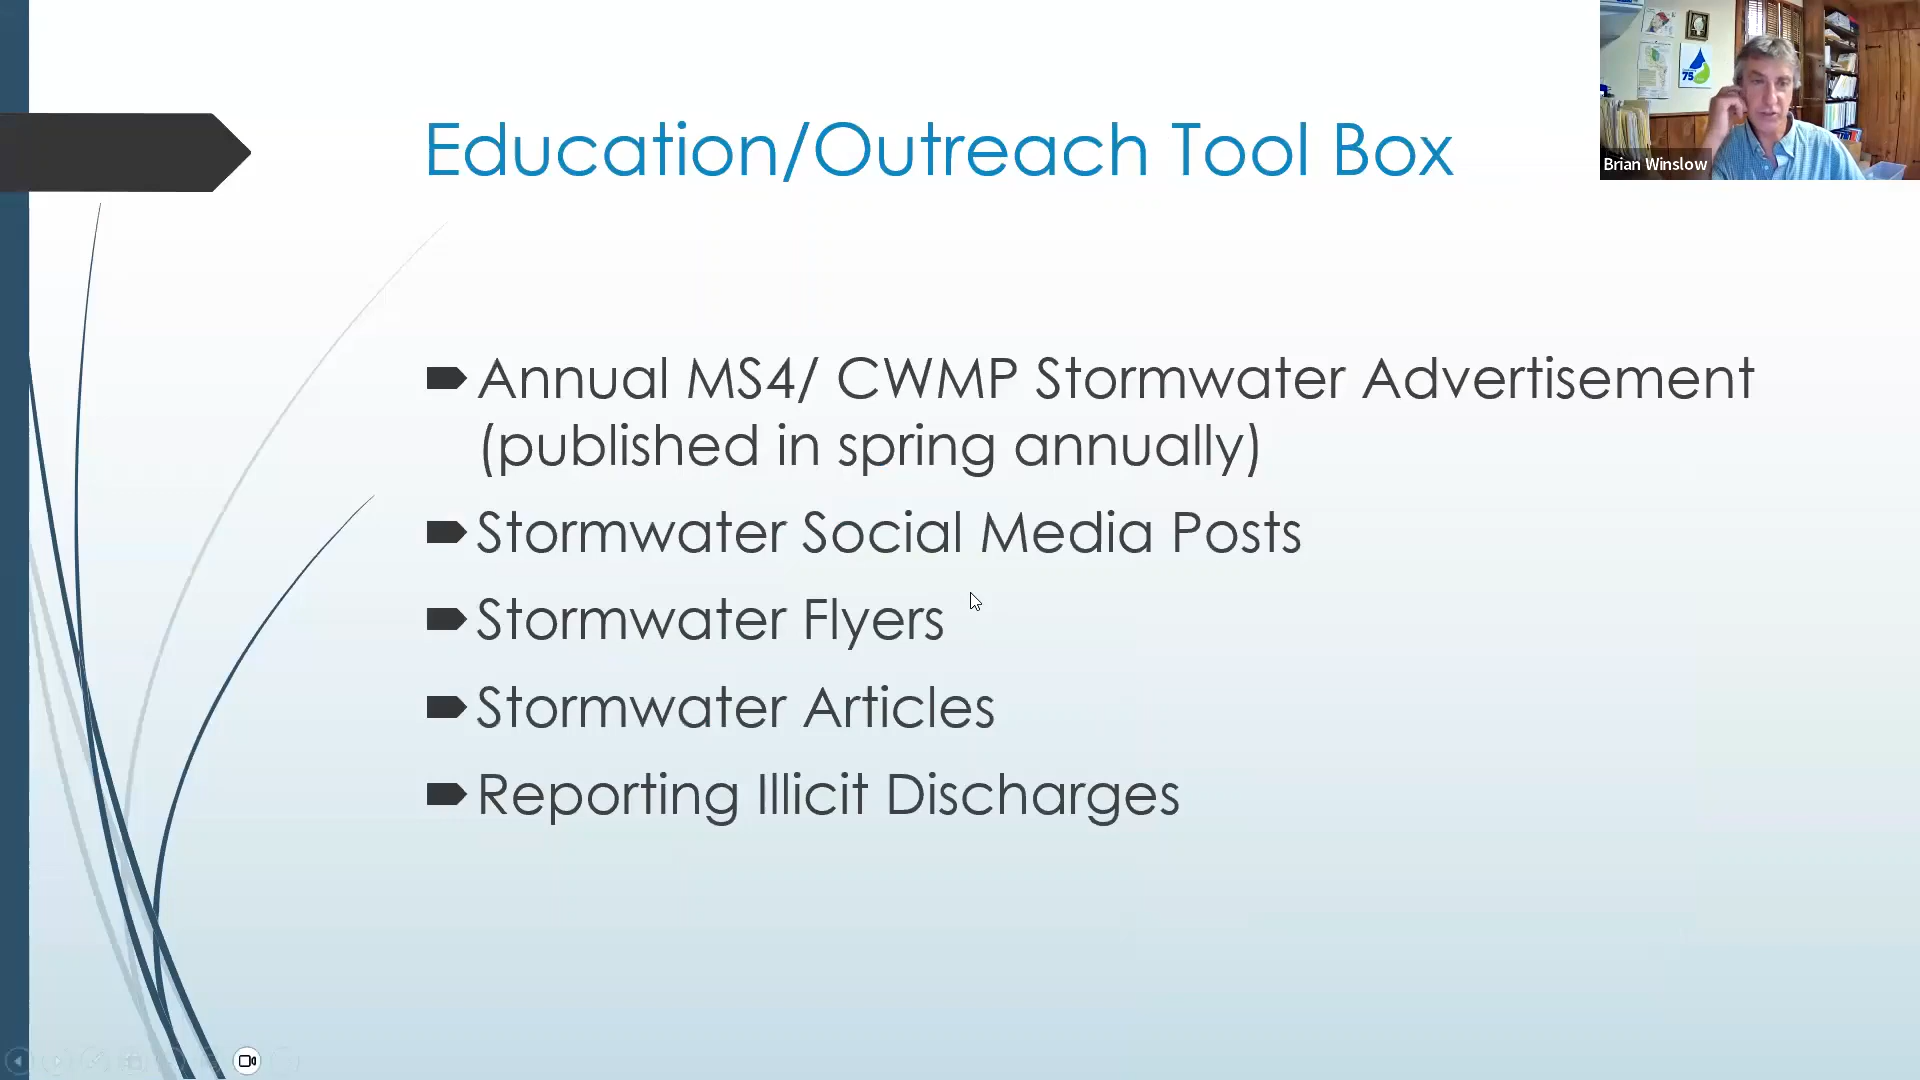 Education/Outreach Tool Box
Annual MS4/ CWMP Stormwater Advertisement
(published in spring annually)
Stormwater Social Media Posts
Stormwater Flyers
Stormwater Articles
Reporting Illicit Discharges
75
Brian Winslow